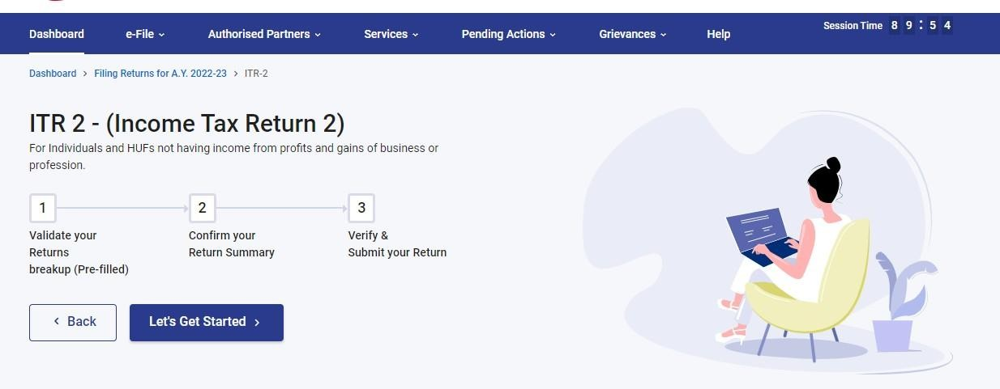 Dashboard e-File Authorised Partners Services Pending Actions Grievances Help Session Time 8 9 : 5 4
Dashboard > Filing Returns for A.Y. 2022-23 > ITR-2
ITR 2 - (Income Tax Return 2)
For Individuals and HUFs not having income from profits and gains of business or
profession.
1 2 3
Validate your Confirm your Verify &
Returns Return Summary Submit your Return
breakup (Pre-filled)
< Back Let's Get Started >